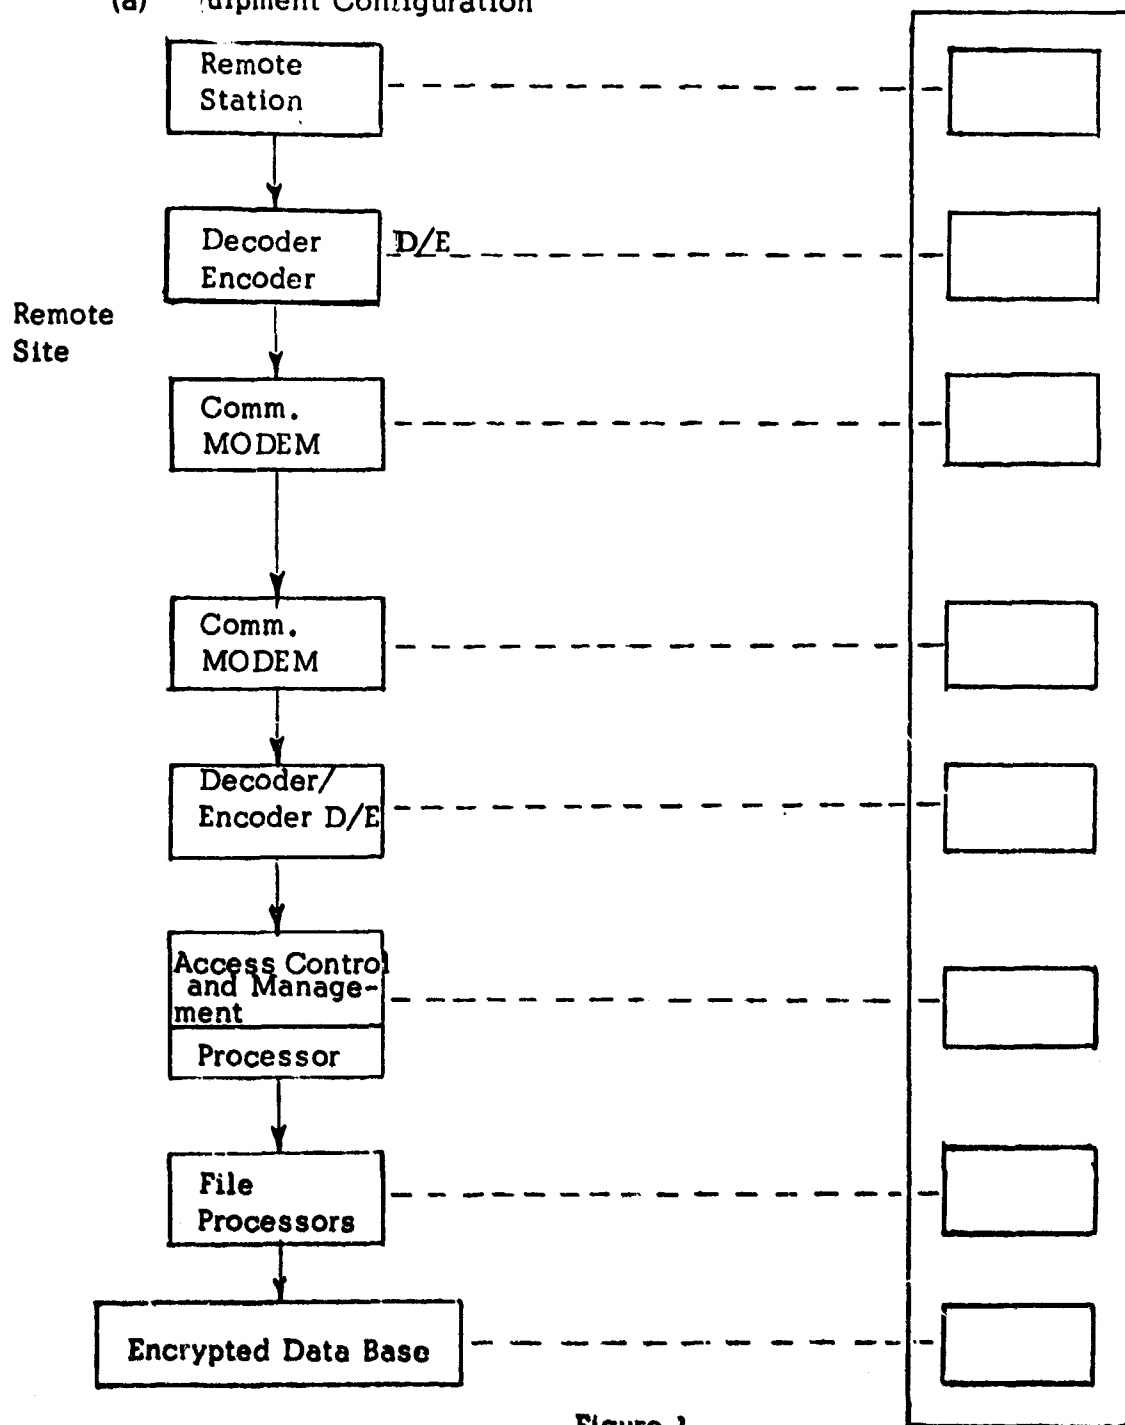 (a) uipment Configuration
Remote
Station
Decoder
Encoder
D/E
Remote
Site
Comm.
MODEM
Comm.
MODEM
Decoder/
Encoder D/E
Access Control
and Manage-
ment
Processor
File
Processors
Encrypted Data Base
Figure 1